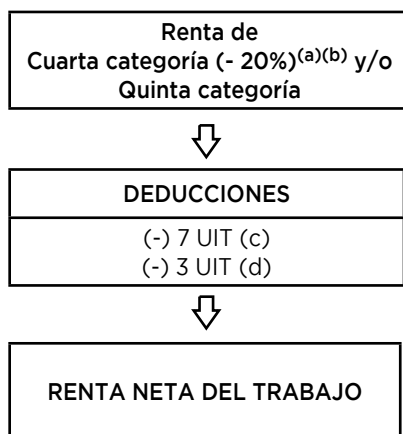 Renta de
Cuarta categoría (- 20%)(a)(b) y/o
Quinta categoría
DEDUCCIONES
(-) 7 UIT (c)
(-) 3 UIT (d)
RENTA NETA DEL TRABAJO